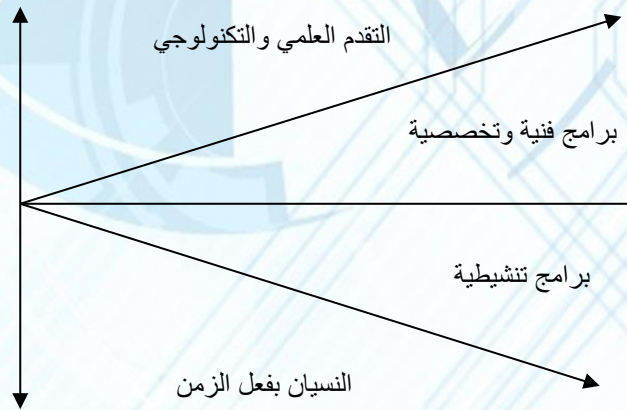 التقدم العلمي والتكنولوجي
برامج فنية وتخصصية
برامج تنشيطية
النسيان بفعل الزمن